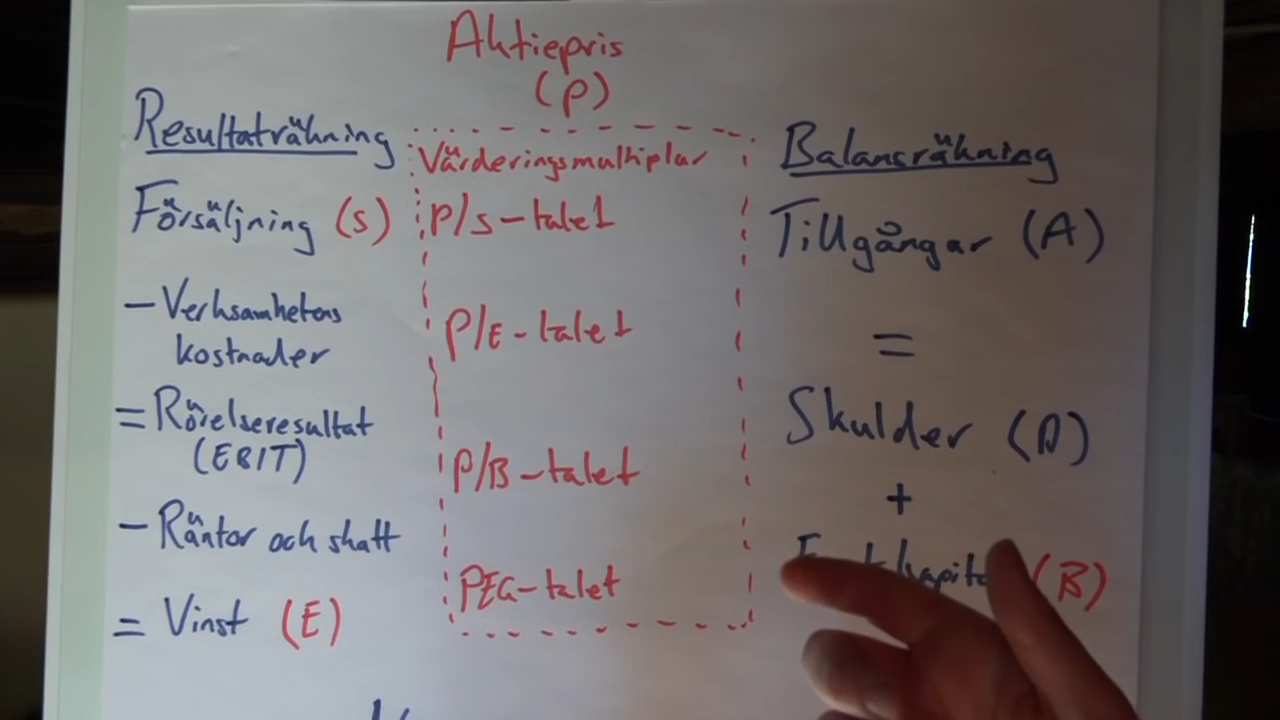 Aktiepris
(P)
Resultaträkning
Försäljning (S)
- Verksamhetens
kostnader
= Rörelseresultat
(EBIT)
- Räntor och skatt
= Vinst (E)
Värderingsmultiplar
P/S-talet
P/E-talet
P/B-talet
PEG-talet
Balansräkning
Tillgångar (A)
=
Skulder (D)
+
(B)